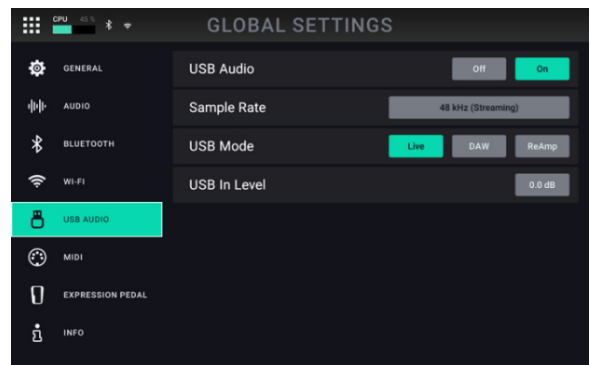 CPU 45 % GLOBAL SETTINGS
GENERAL
AUDIO
BLUETOOTH
WI-FI
USB AUDIO
MIDI
EXPRESSION PEDAL
INFO
USB Audio Off On
Sample Rate 48 kHz (Streaming)
USB Mode Live DAW ReAmp
USB In Level 0.0 dB